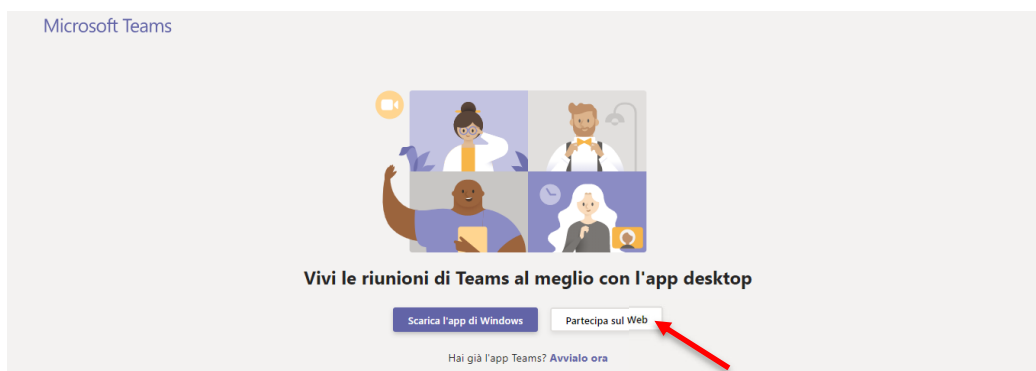 Microsoft Teams
Vivi le riunioni di Teams al meglio con l'app desktop
Scarica l'app di Windows
Partecipa sul Web
Hai già l'app Teams? Avvialo ora